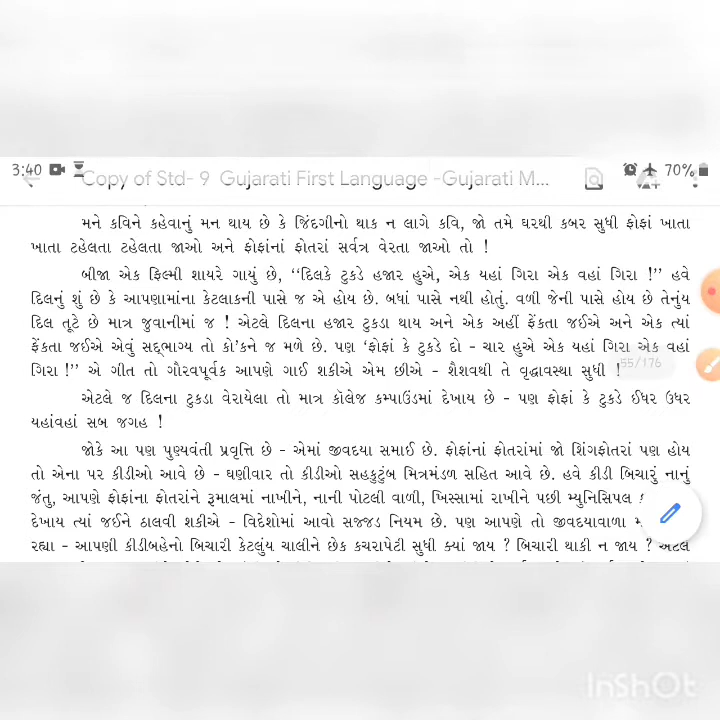 3:40 70%
Copy of Std- 9 Gujarati First Language -Gujarati M...
મને કવિને કહેવાનું મન થાય છે કે જિંદગીનો થાક ન લાગે કવિ, જો તમે ઘરથી કબર સુધી ફોફાં ખાતા
ખાતા ટહેલતા ટહેલતા જાઓ અને ફોફાંનાં ફોતરાં સર્વત્ર વેરતા જાઓ તો !
બીજા એક ફિલ્મી શાયરે ગાયું છે, “દિલકે ટુકડે હજાર હુએ, એક યહાં ગિરા એક વહાં ગિરા !” હવે
દિલનું શું છે કે આપણામાંના કેટલાકની પાસે જ એ હોય છે. બધાં પાસે નથી હોતું. વળી જેની પાસે હોય છે તેનુંય
દિલ તૂટે છે માત્ર જુવાનીમાં જ ! એટલે દિલના હજાર ટુકડા થાય અને એક અહીં ફેંકતા જઈએ અને એક ત્યાં
ફેંકતા જઈએ એવું સદ્ભાગ્ય તો કો'કને જ મળે છે. પણ ‘ફોફાં કે ટુકડે દો - ચાર હુએ એક યહાં ગિરા એક વહાં
ગિરા !” એ ગીત તો ગૌરવપૂર્વક આપણે ગાઈ શકીએ એમ છીએ - શૈશવથી તે વૃદ્ધાવસ્થા સુધી !
55/176
એટલે જ દિલના ટુકડા વેરાયેલા તો માત્ર કૉલેજ કમ્પાઉંડમાં દેખાય છે - પણ ફોફાં કે ટુકડે ઈધર ઉધર
યહાંવહાં સબ જગહ !
જોકે આ પણ પુણ્યવંતી પ્રવૃત્તિ છે - એમાં જીવદયા સમાઈ છે. ફોફાંનાં ફોતરાંમાં જો શિંગફોતરાં પણ હોય
તો એના પર કીડીઓ આવે છે - ઘણીવાર તો કીડીઓ સહકુટુંબ મિત્રમંડળ સહિત આવે છે. હવે કીડી બિચારું નાનું
જંતુ, આપણે ફોફાંના ફોતરાંને રૂમાલમાં નાખીને, નાની પોટલી વાળી, ખિસ્સામાં રાખીને પછી મ્યુનિસિપલ
દેખાય ત્યાં જઈને ઠાલવી શકીએ - વિદેશોમાં આવો સજ્જડ નિયમ છે. પણ આપણે તો જીવદયાવાળા
રહ્યા - આપણી કીડીબહેનો બિચારી કેટલુંય ચાલીને છેક કચરાપેટી સુધી ક્યાં જાય ? બિચારી થાકી ન જાય ? એટલે
InShOt